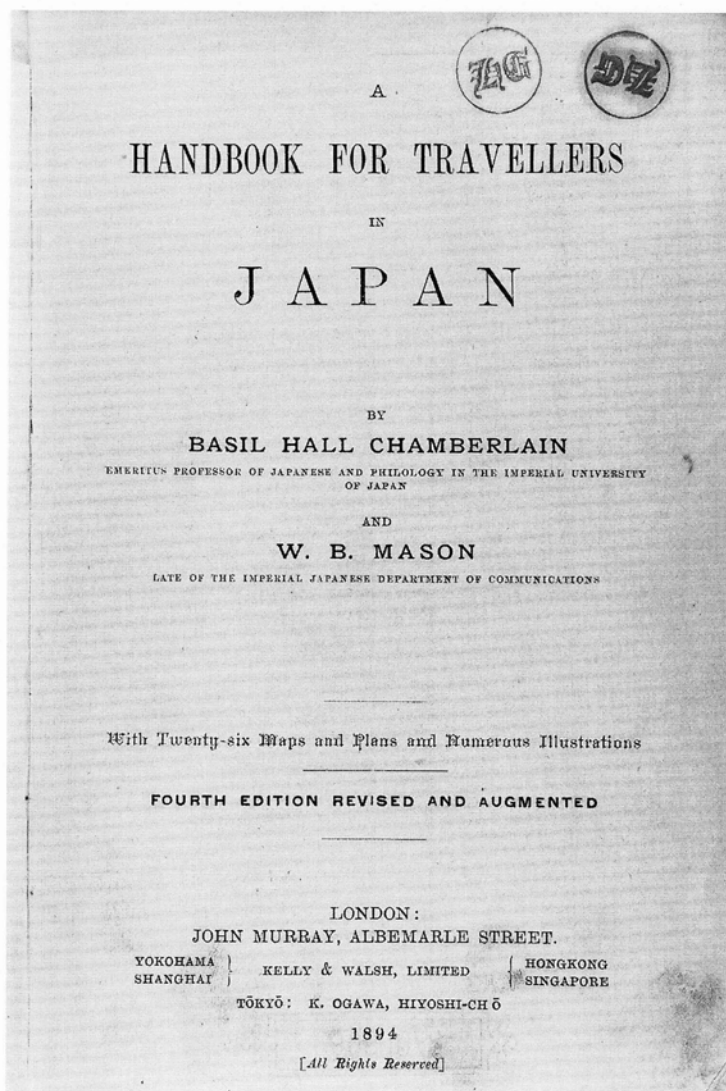 HG
HG
A
HANDBOOK FOR TRAVELLERS
IN
JAPAN
BY
BASIL HALL CHAMBERLAIN
EMERITUS PROFESSOR OF JAPANESE AND PHILOLOGY IN THE IMPERIAL UNIVERSITY
OF JAPAN
AND
W. B. MASON
LATE OF THE IMPERIAL JAPANESE DEPARTMENT OF COMMUNICATIONS
With Twenty-six Maps and Plans and Numerous Illustrations
FOURTH EDITION REVISED AND AUGMENTED
LONDON:
JOHN MURRAY, ALBEMARLE STREET.
YOKOHAMA
SHANGHAI } KELLY & WALSH, LIMITED { HONGKONG
SINGAPORE
TŌKYŌ: K. OGAWA, HIYOSHI-CHŌ
1894
[All Rights Reserved]